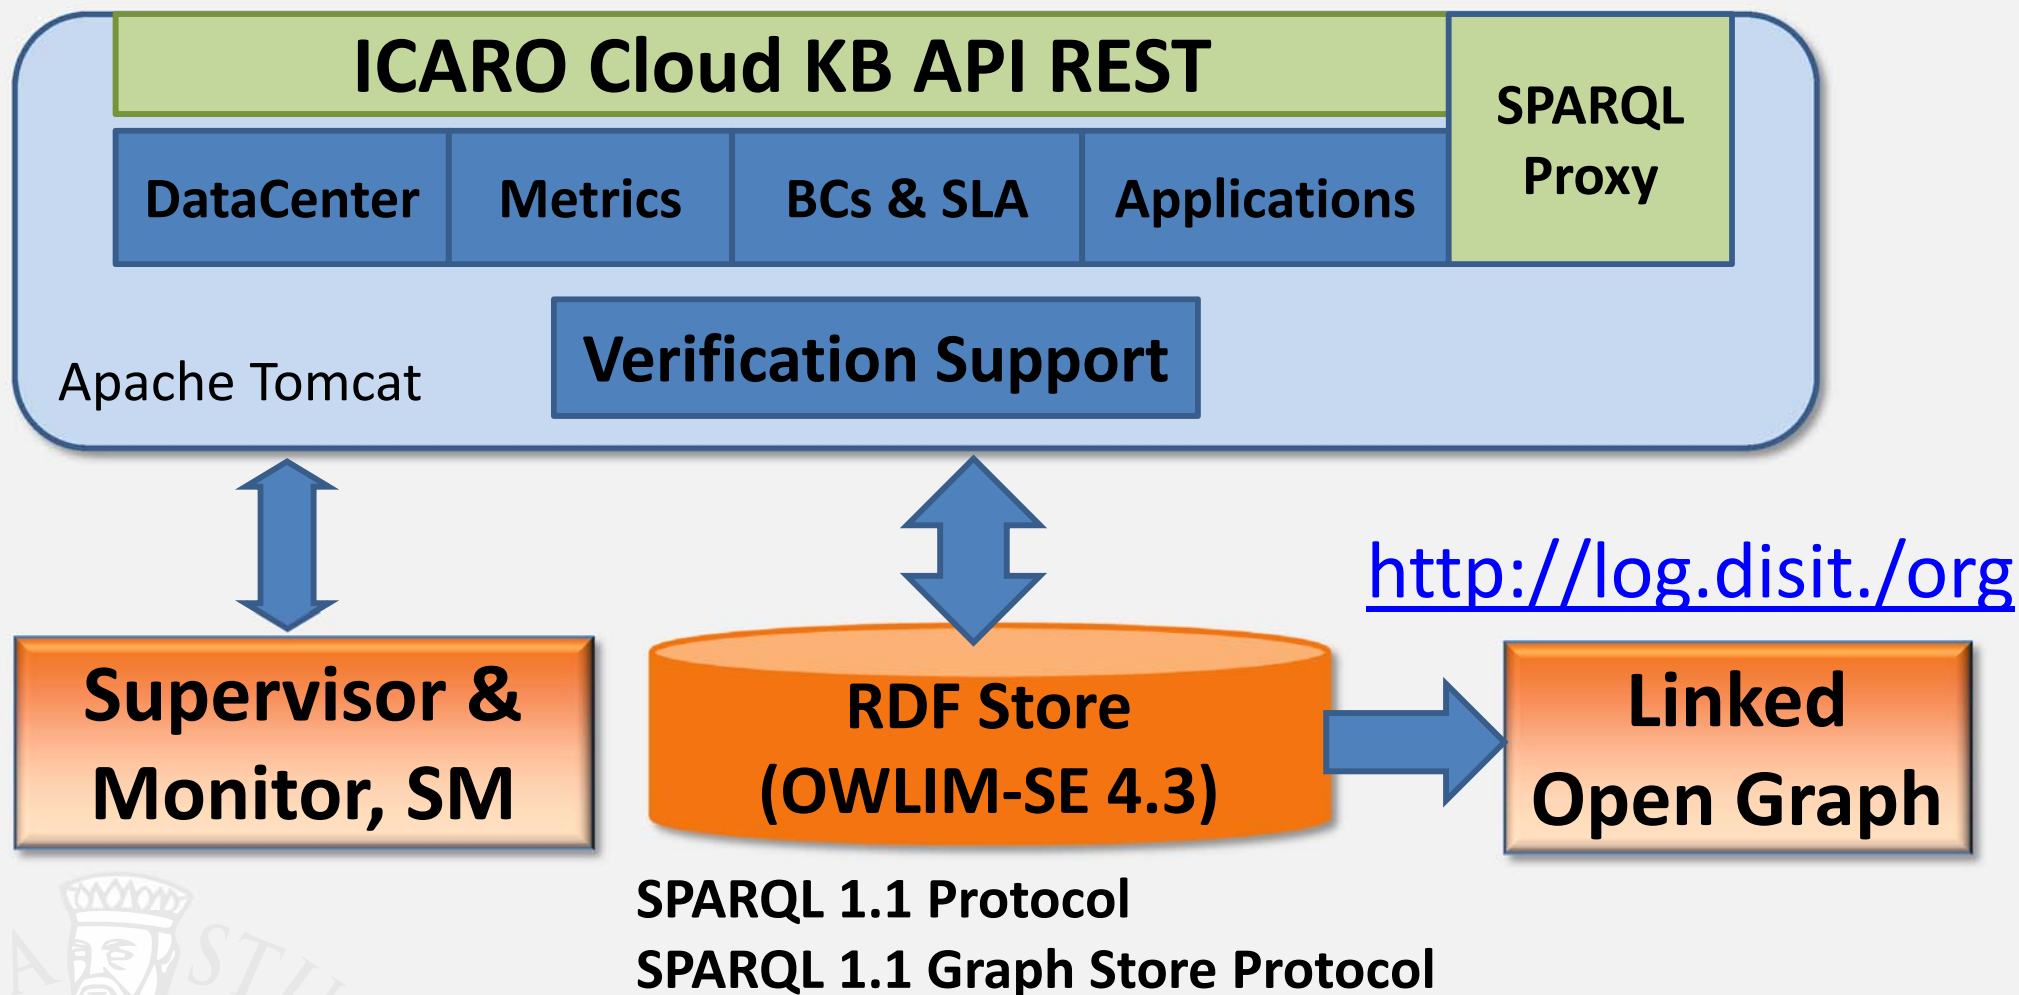 ICARO Cloud KB API REST
SPARQL
Proxy
DataCenter
Metrics
BCs & SLA
Applications
Verification Support
Apache Tomcat
http://log.disit./org
Supervisor &
Monitor, SM
RDF Store
(OWLIM-SE 4.3)
Linked
Open Graph
SPARQL 1.1 Protocol
SPARQL 1.1 Graph Store Protocol